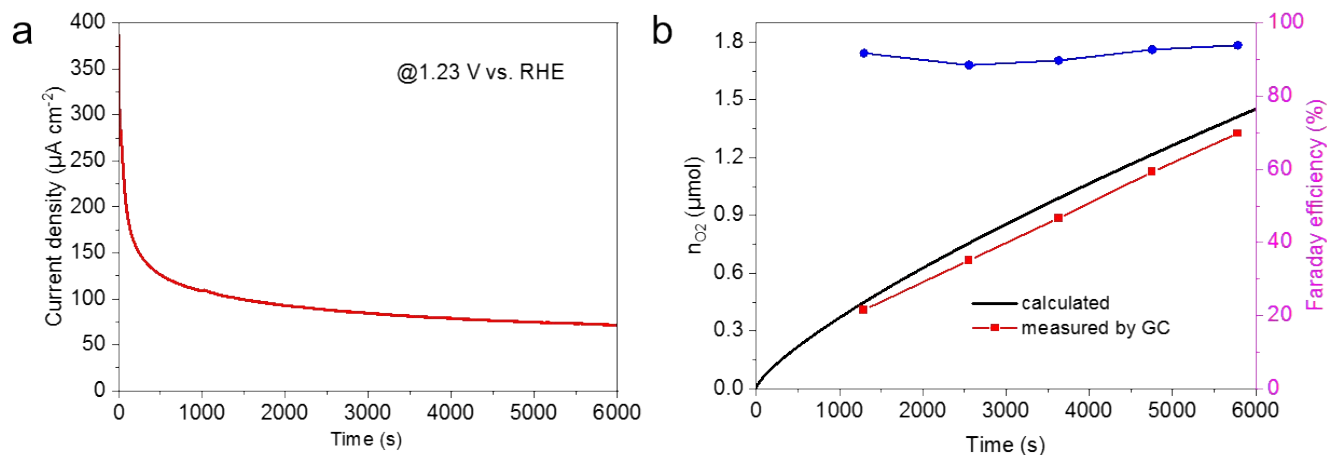 a
400
350
300
250
200
150
100
50
0
Current density (µA cm⁻²)
@1.23 V vs. RHE
0 1000 2000 3000 4000 5000 6000
Time (s)
b
1.8
1.5
1.2
0.9
0.6
0.3
0.0
n_O2 (µmol)
calculated
measured by GC
100
80
60
40
20
0
Faraday efficiency (%)
0 1000 2000 3000 4000 5000 6000
Time (s)